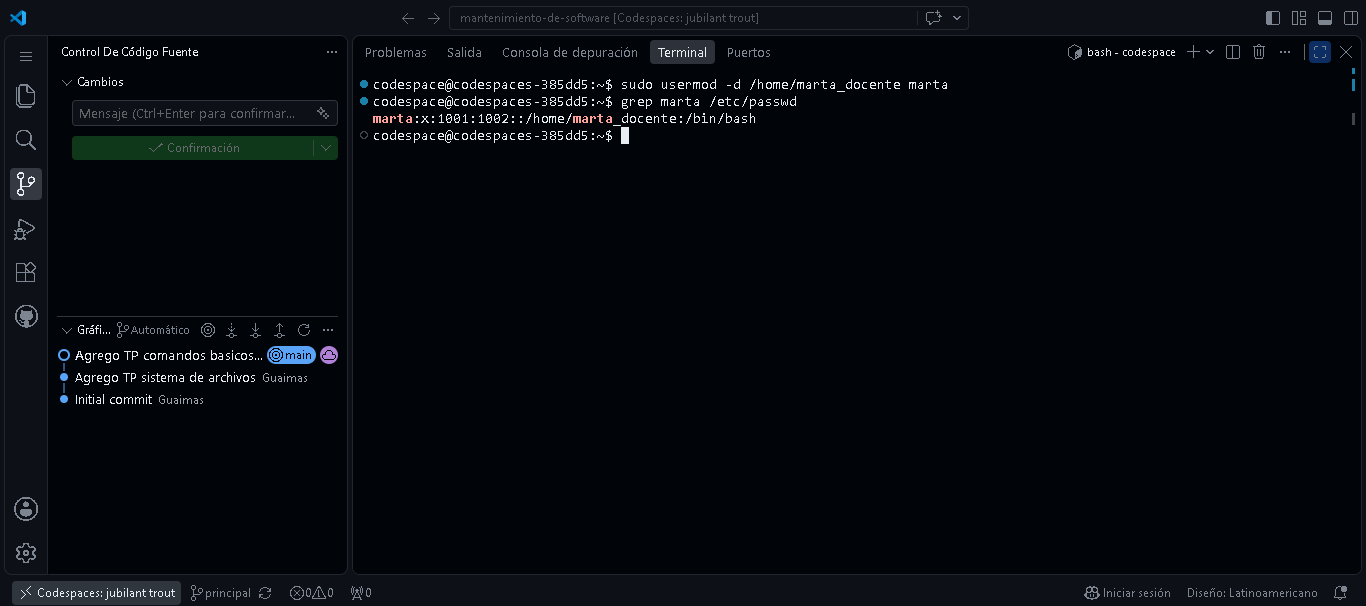 mantenimiento-de-software [Codespaces: jubilant trout]
Control De Código Fuente
Cambios
Mensaje (Ctrl+Enter para confirmar...
Confirmación
Gráfi... Automático
Agrego TP comandos basicos... main
Agrego TP sistema de archivos Guaimas
Initial commit Guaimas
Problemas Salida Consola de depuración Terminal Puertos
bash - codespace
codespace@codespaces-385dd5:~$ sudo usermod -d /home/marta_docente marta
codespace@codespaces-385dd5:~$ grep marta /etc/passwd
marta:x:1001:1002::/home/marta_docente:/bin/bash
codespace@codespaces-385dd5:~$
Codespaces: jubilant trout principal 0 0 0
Iniciar sesión Diseño: Latinoamericano